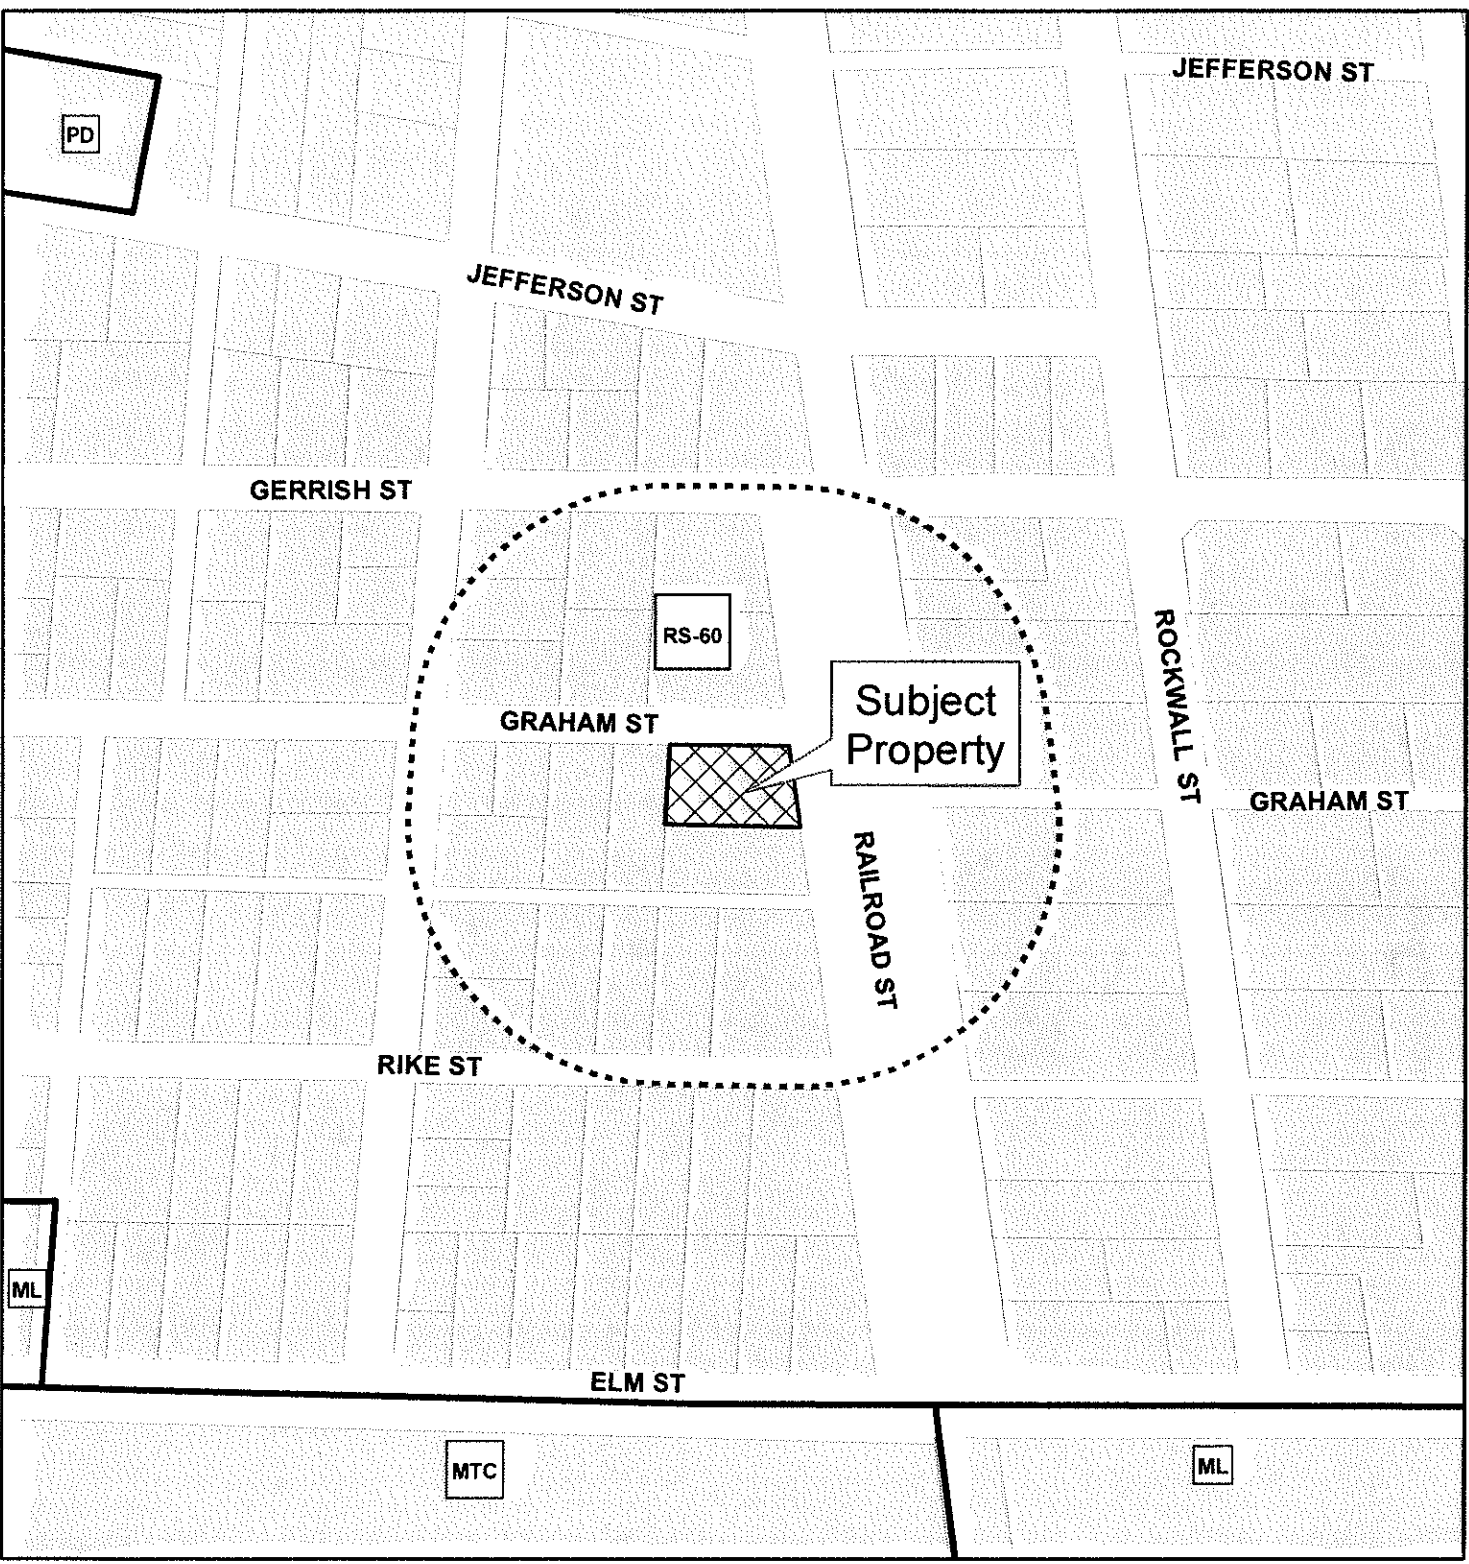 JEFFERSON ST
PD
JEFFERSON ST
GERRISH ST
RS-60
ROCKWALL ST
Subject
Property
GRAHAM ST
GRAHAM ST
RAILROAD ST
RIKE ST
ML
ELM ST
MTC
ML